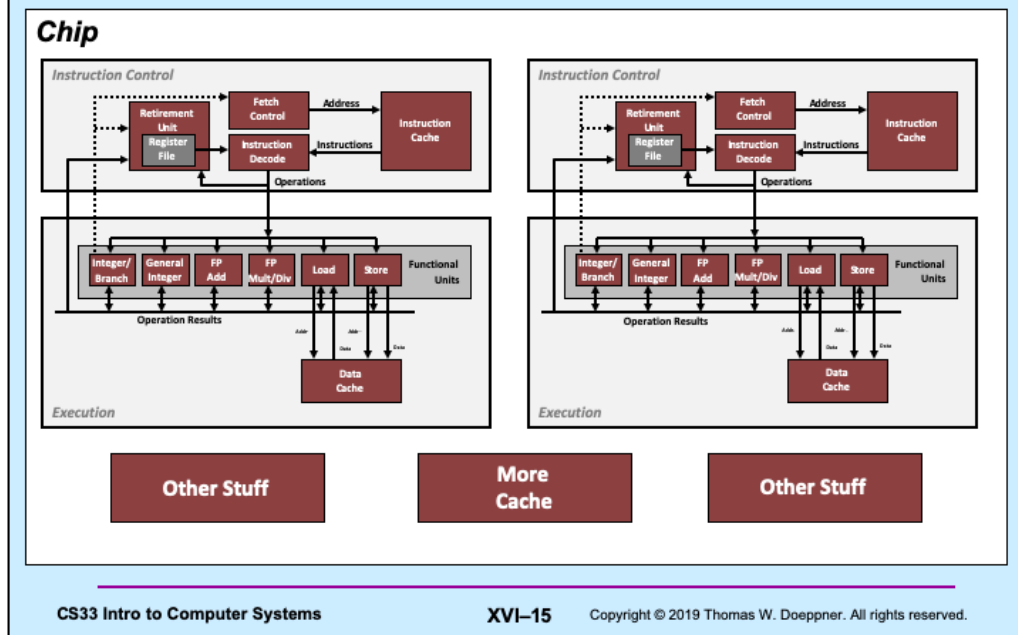 Chip
Instruction Control
Retirement
Unit
Register
File
Fetch
Control
Address
Instruction
Cache
Instruction
Decode
Instructions
Operations
Integer/
Branch
General
Integer
FP
Add
FP
Mult/Div
Load
Store
Functional
Units
Operation Results
Addr.
Addr.
Data
Data
Data
Cache
Execution
Instruction Control
Retirement
Unit
Register
File
Fetch
Control
Address
Instruction
Cache
Instruction
Decode
Instructions
Operations
Integer/
Branch
General
Integer
FP
Add
FP
Mult/Div
Load
Store
Functional
Units
Operation Results
Addr.
Addr.
Data
Data
Data
Cache
Execution
Other Stuff
More
Cache
Other Stuff
CS33 Intro to Computer Systems
XVI–15
Copyright © 2019 Thomas W. Doeppner. All rights reserved.